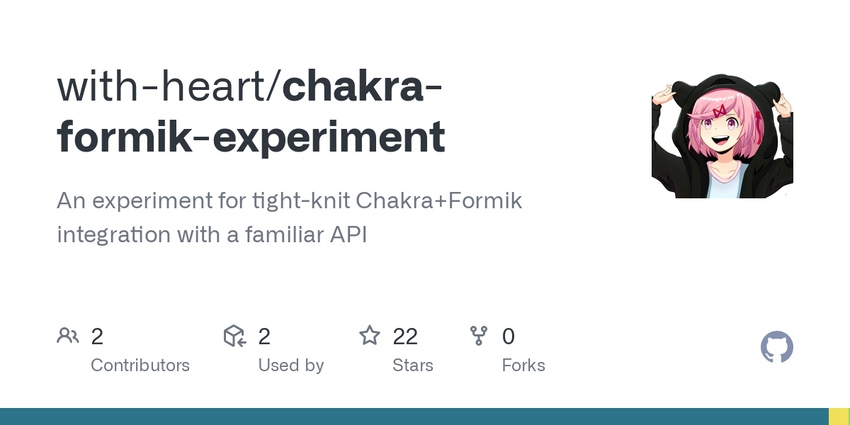 with-heart/chakra-
formik-experiment
An experiment for tight-knit Chakra+Formik
integration with a familiar API
2
Contributors
2
Used by
22
Stars
0
Forks